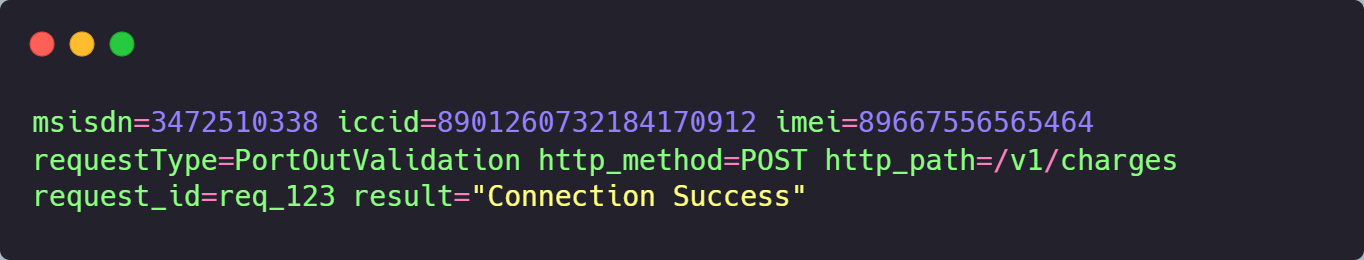 msisdn=3472510338 iccid=8901260732184170912 imei=89667556565464
requestType=PortOutValidation http_method=POST http_path=/v1/charges
request_id=req_123 result="Connection Success"